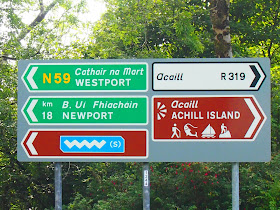 N59 Cathair na Mart
WESTPORT
km B. Uí Fhiacháin
18 NEWPORT
(S)
Acaill R319
Acaill
ACHILL ISLAND